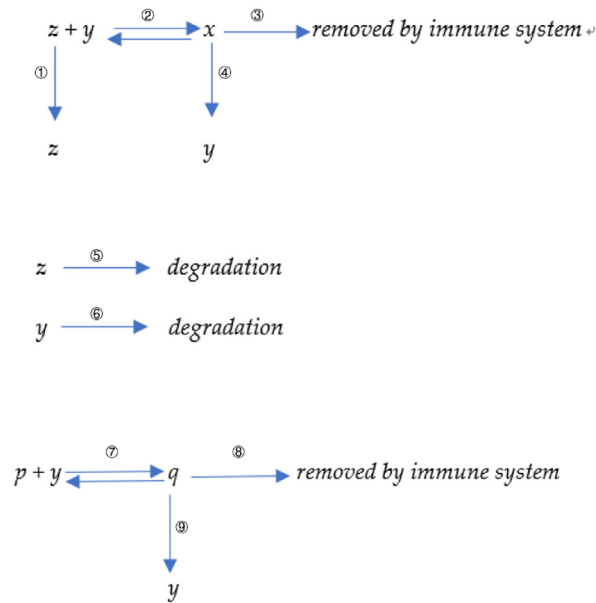 ②
③
z + y
x
removed by immune system
①
④
z
y
⑤
z
degradation
⑥
y
degradation
⑦
⑧
p + y
q
removed by immune system
⑨
y